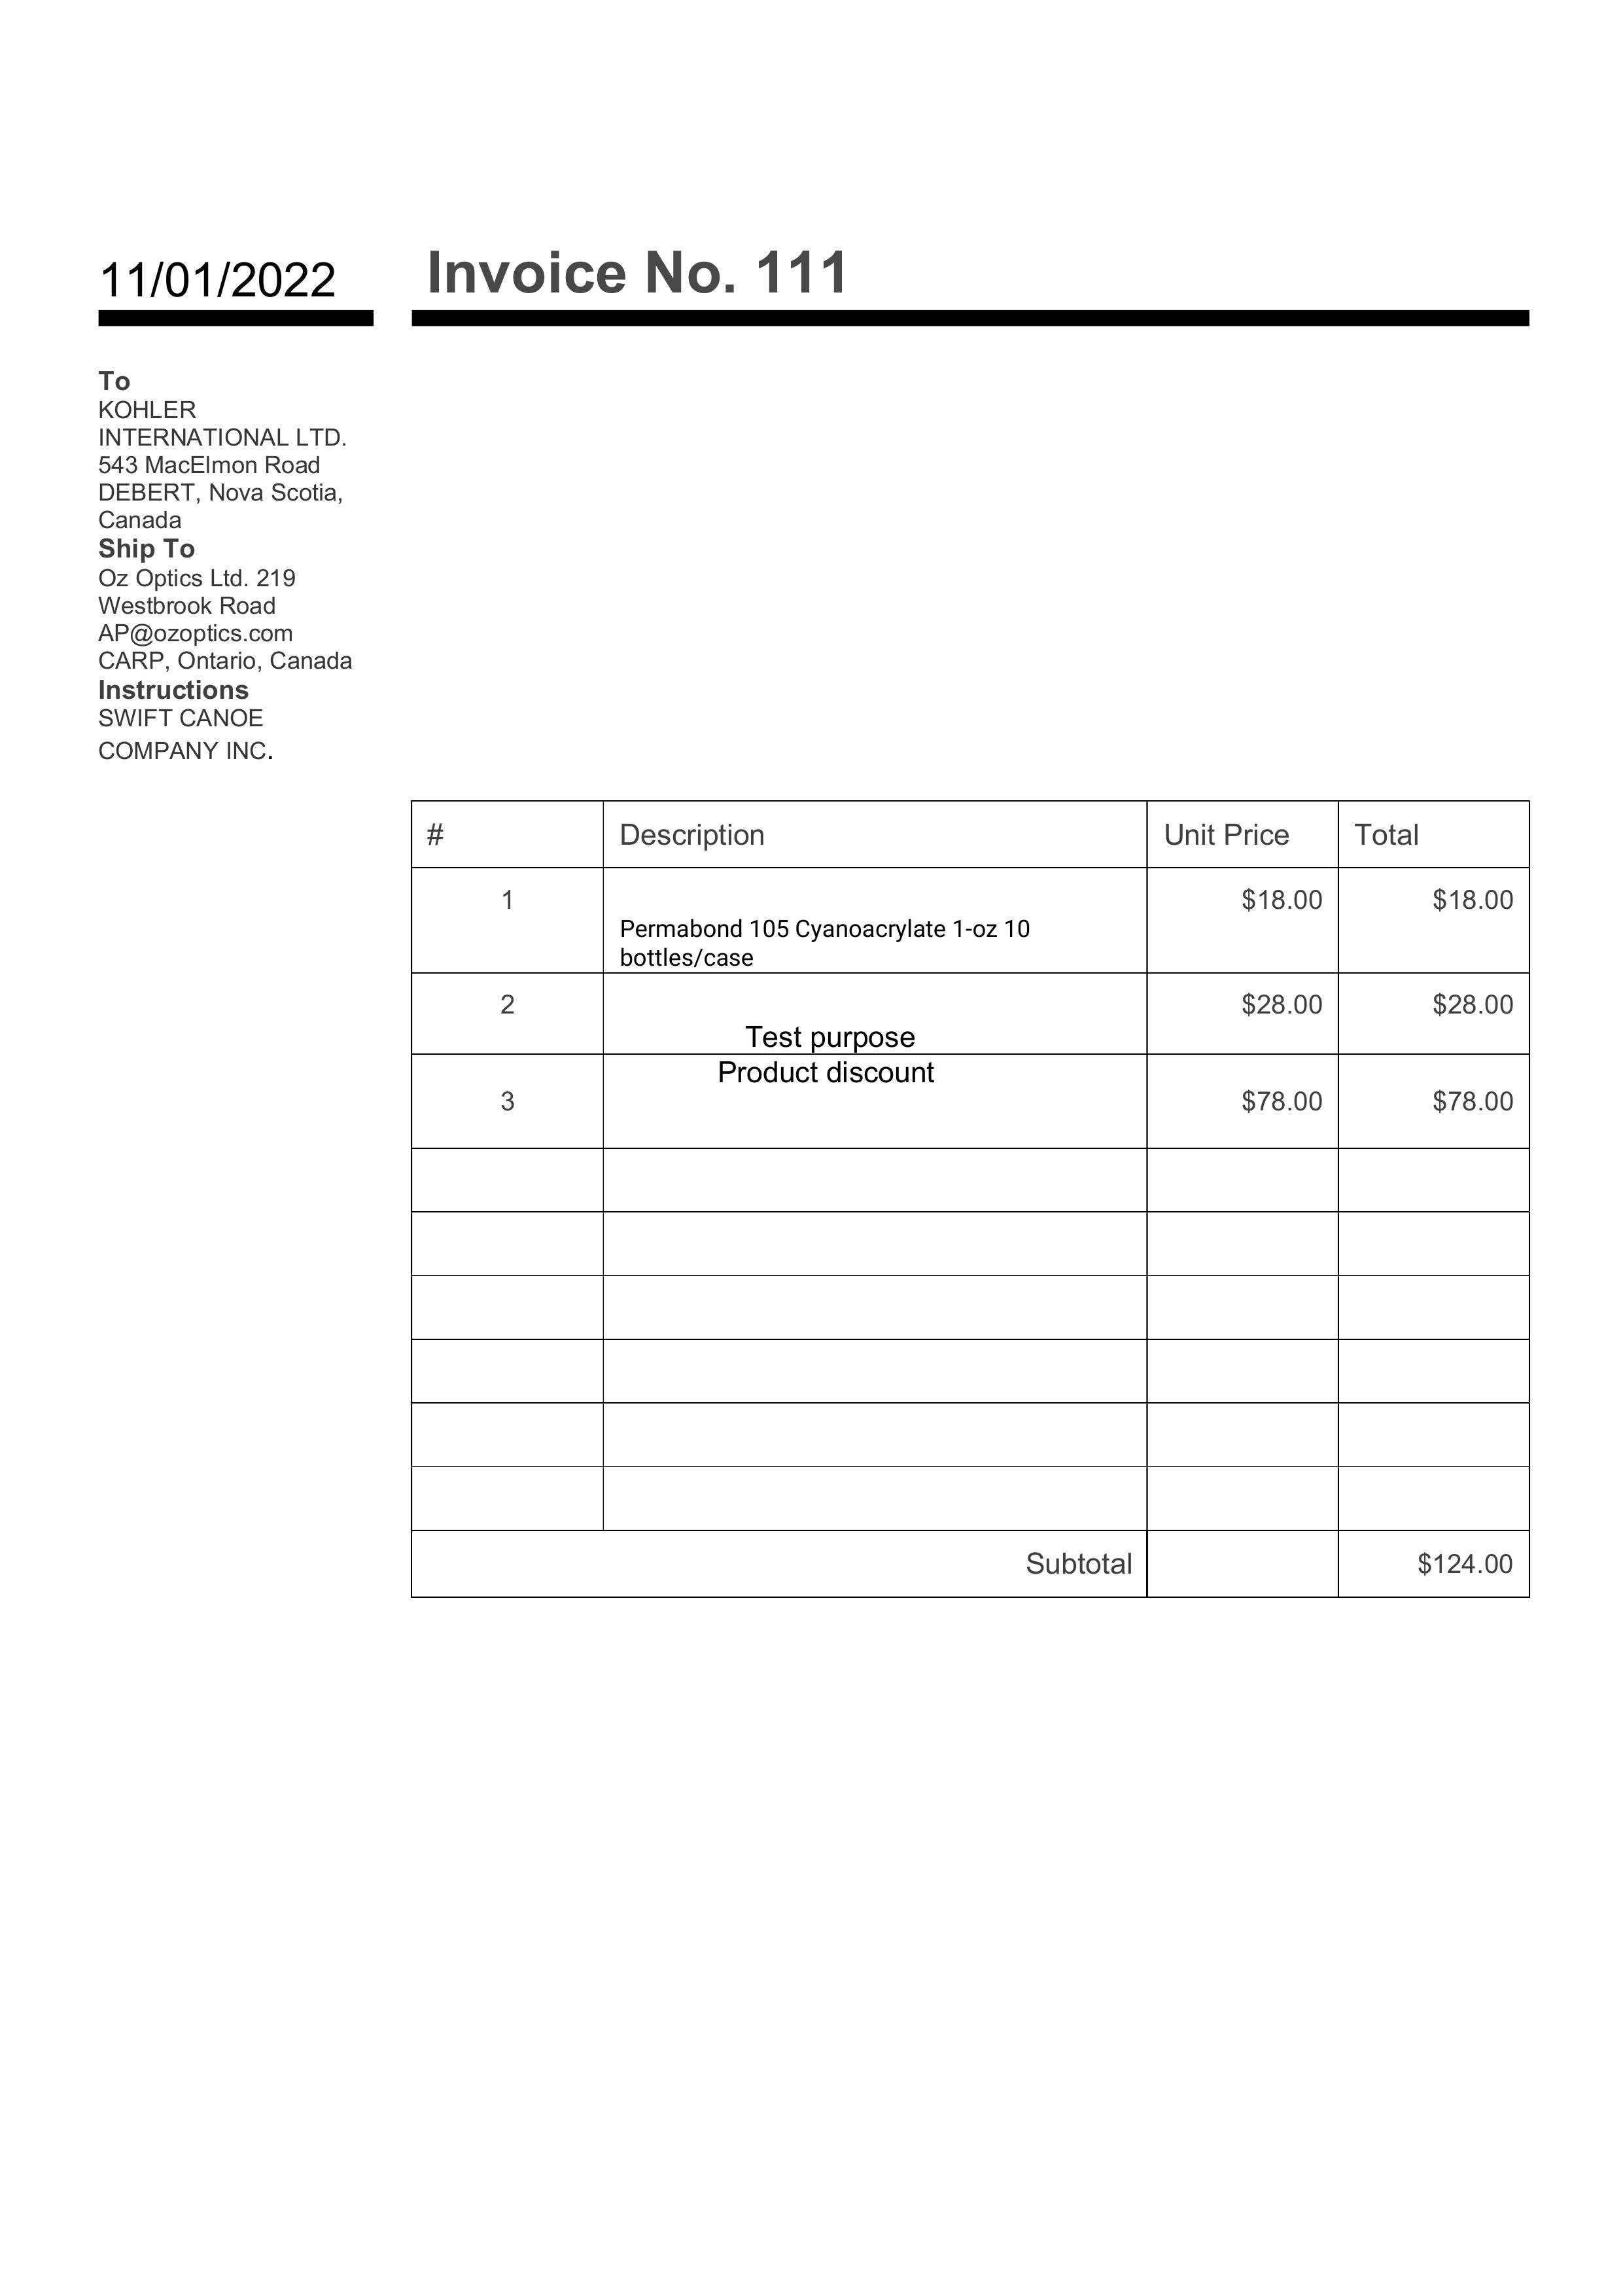 11/01/2022
Invoice No. 111
To
KOHLER
INTERNATIONAL LTD.
543 MacElmon Road
DEBERT, Nova Scotia,
Canada
Ship To
Oz Optics Ltd. 219
Westbrook Road
AP@ozoptics.com
CARP, Ontario, Canada
Instructions
SWIFT CANOE
COMPANY INC.
# Description Unit Price Total
1 $18.00 $18.00
Permabond 105 Cyanoacrylate 1-oz 10
bottles/case
2 $28.00 $28.00
Test purpose
Product discount
3 $78.00 $78.00
Subtotal $124.00